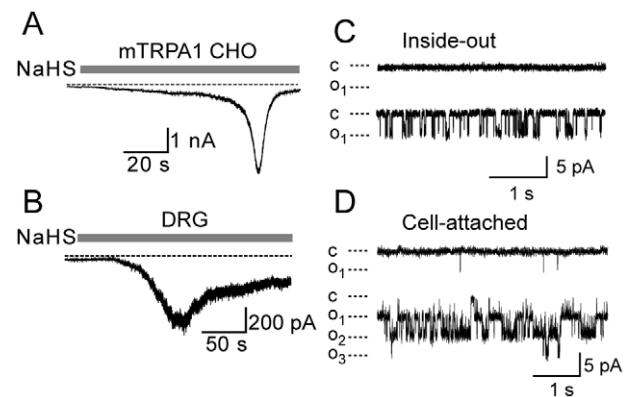 A
mTRPA1 CHO
NaHS
1 nA
20 s
B
DRG
NaHS
200 pA
50 s
C
Inside-out
c
o1
c
o1
5 pA
1 s
D
Cell-attached
c
o1
c
o1
o2
o3
5 pA
1 s